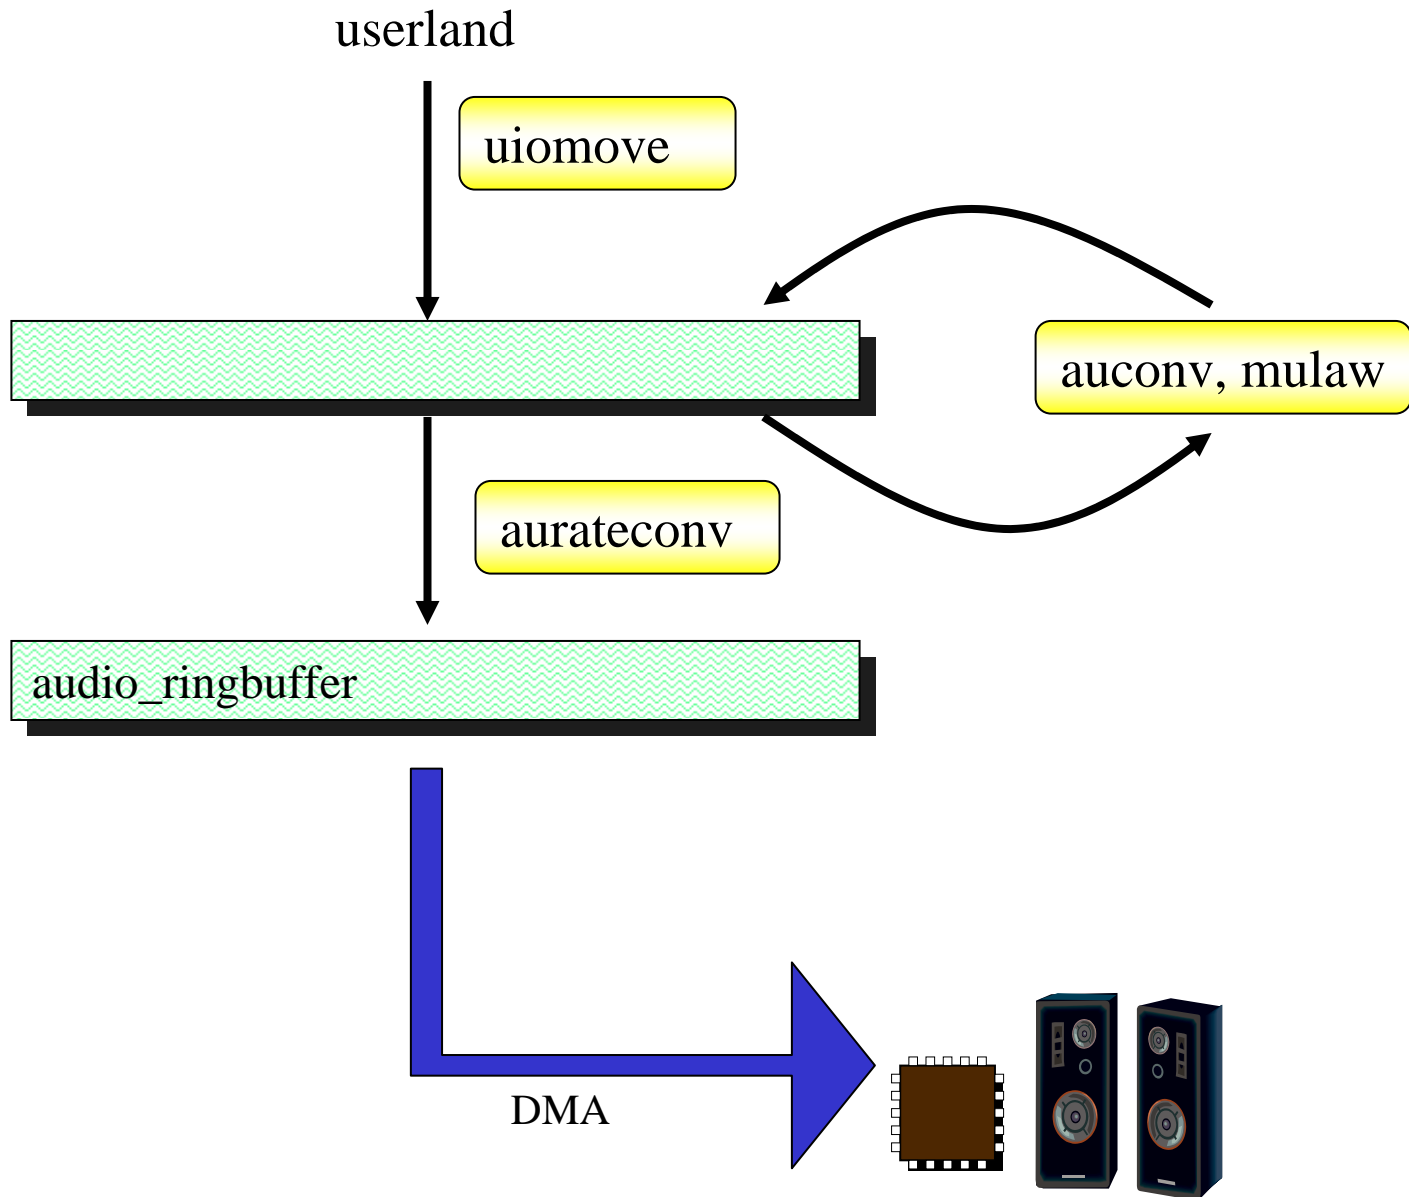 userland
uiomove
auconv, mulaw
aurateconv
audio_ringbuffer
DMA